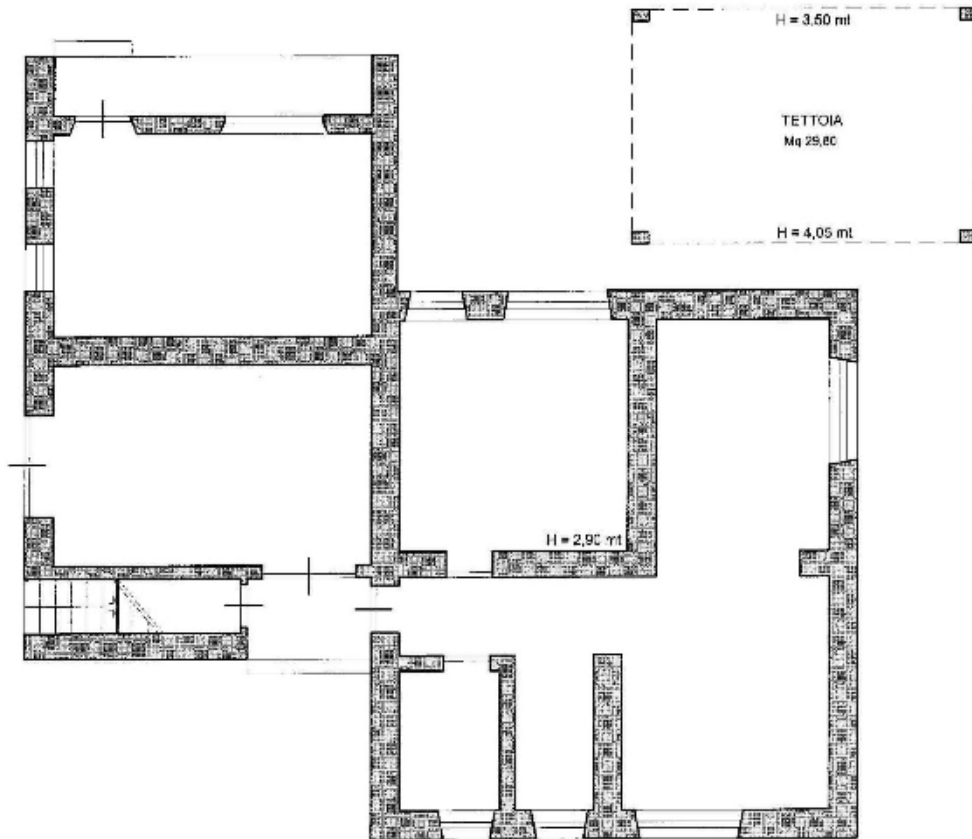 H = 3,50 mt
TETTOIA
Mq 29,80
H = 4,05 mt
H = 2,90 mt